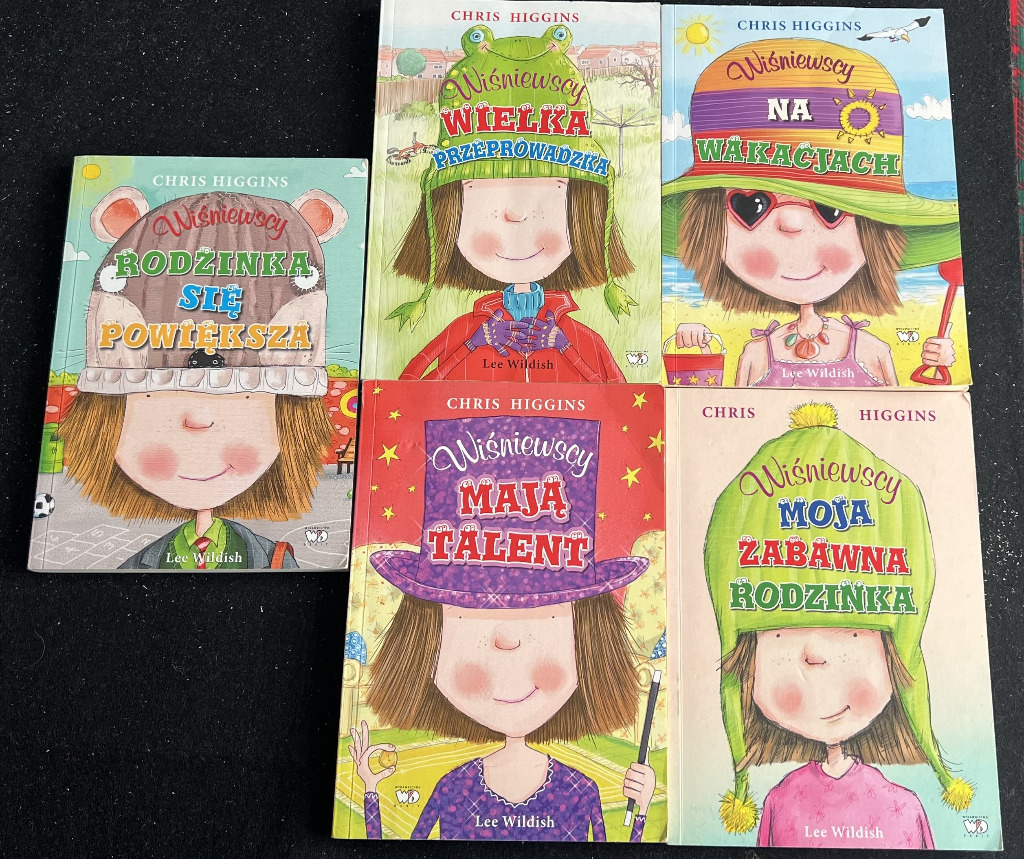 CHRIS HIGGINS
Wiśniewscy
RODZINKA
SIĘ
POWIĘKSZA
Lee Wildish
CHRIS HIGGINS
Wiśniewscy
WIELKA
PRZEPROWADZKA
Lee Wildish
CHRIS HIGGINS
Wiśniewscy
NA
WAKACJACH
Lee Wildish
CHRIS HIGGINS
Wiśniewscy
MAJĄ
TALENT
Lee Wildish
CHRIS HIGGINS
Wiśniewscy
MOJA
ZABAWNA
RODZINKA
Lee Wildish